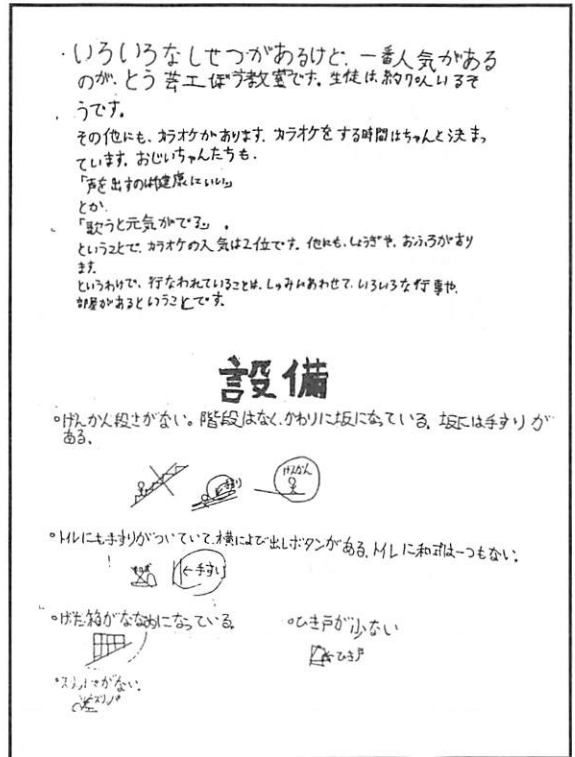 ・いろいろなしせつがあるけど、一番人気がある
のが、とう芸工ぼう教室です。生徒は約70人いるそ
うです。
その他にも、カラオケがあります。カラオケをする時間はちゃんと決まっ
ています。おじいちゃんたちも、
「声を出すのは健康にいい」
とか、
「歌うと元気がでる」。
ということで、カラオケの人気は2位です。他にも、しょうぎや、おふろがあり
ます。
というわけで、行なわれていることは、しゅみにあわせて、いろいろな行事や、
部屋があるということです。
設備
○げんかん段さがない。階段はなく、かわりに坂になっている。坂には手すりが
ある。
手すり
げんかん
○トイレにも手すりがついていて、横によび出しボタンがある。トイレに和式は一つもない。
←手すり
○げた箱がななめになっている。
○ひき戸が少ない
←ひき戸
がない。